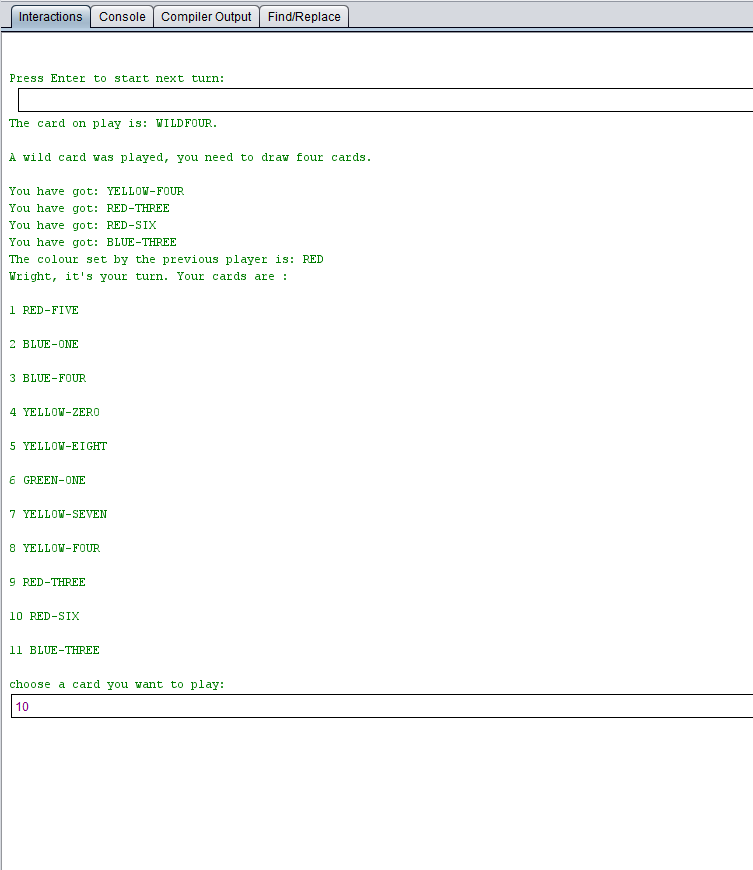 Interactions Console Compiler Output Find/Replace
Press Enter to start next turn:
The card on play is: WILDFOUR.
A wild card was played, you need to draw four cards.
You have got: YELLOW-FOUR
You have got: RED-THREE
You have got: RED-SIX
You have got: BLUE-THREE
The colour set by the previous player is: RED
Wright, it's your turn. Your cards are :
1 RED-FIVE
2 BLUE-ONE
3 BLUE-FOUR
4 YELLOW-ZERO
5 YELLOW-EIGHT
6 GREEN-ONE
7 YELLOW-SEVEN
8 YELLOW-FOUR
9 RED-THREE
10 RED-SIX
11 BLUE-THREE
choose a card you want to play:
10